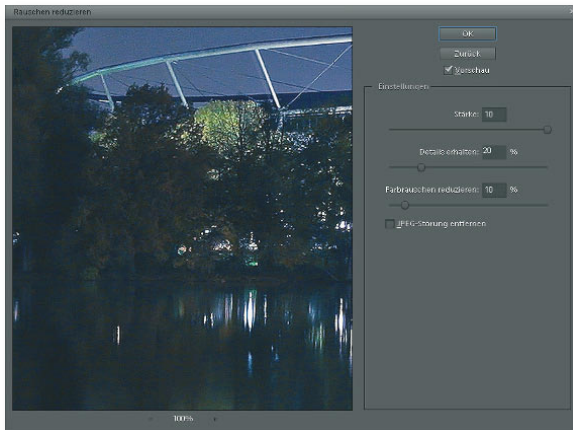 Rauschen reduzieren
OK
Zurück
Vorschau
Einstellungen
Stärke: 10
Details erhalten: 20 %
Farbrauschen reduzieren: 10 %
JPEG-Störung entfernen
100%